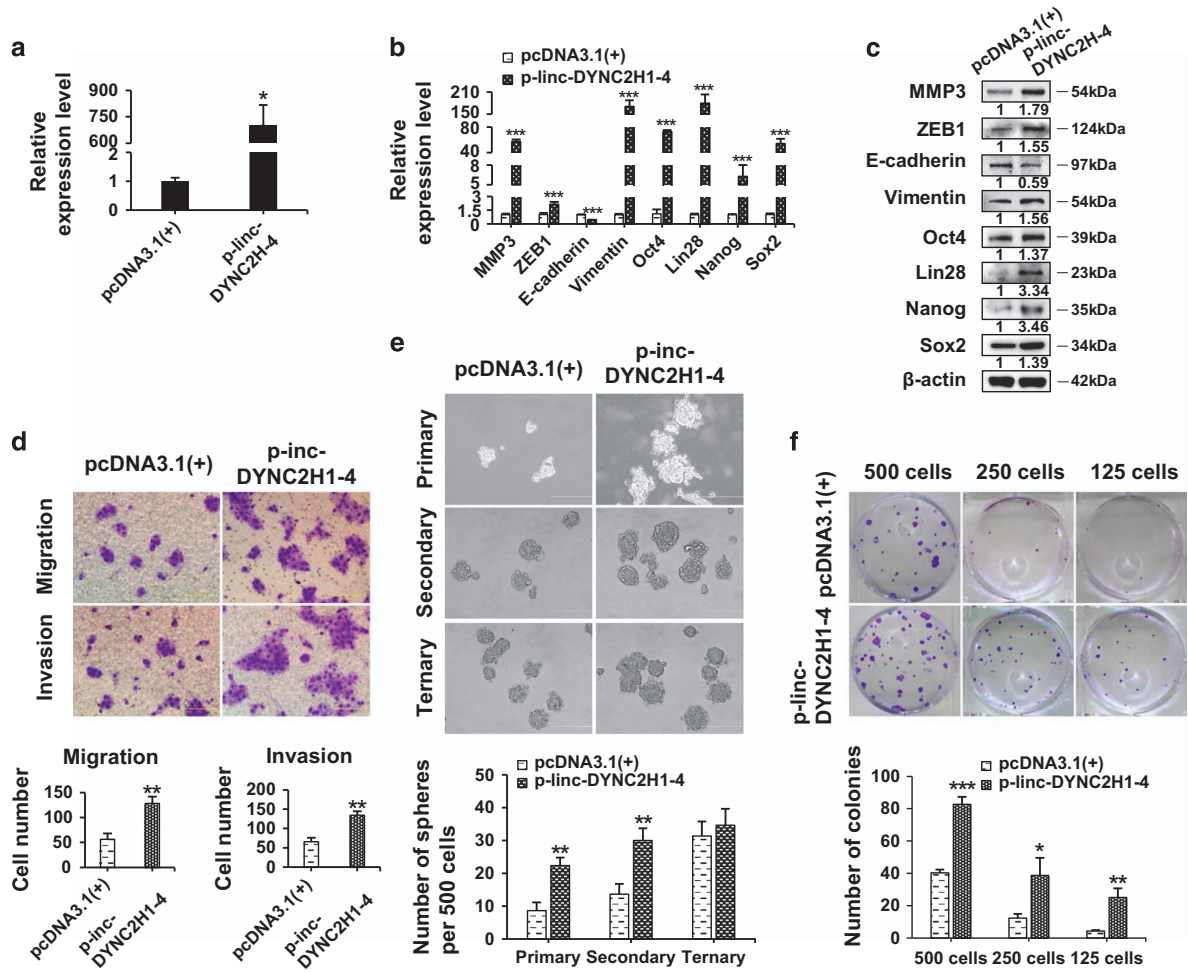 a
Relative
expression level
900
750
600
2
1
0
*
pcDNA3.1(+)
p-linc-
DYNC2H-4
b
pcDNA3.1(+)
p-linc-DYNC2H1-4
Relative
expression level
210
150
80
40
8
5
3
1.5
0
*** *** *** *** *** *** *** ***
MMP3 ZEB1 E-cadherin Vimentin Oct4 Lin28 Nanog Sox2
c
pcDNA3.1(+)
p-linc-
DYNC2H-4
MMP3 54kDa
1 1.79
ZEB1 124kDa
1 1.55
E-cadherin 97kDa
1 0.59
Vimentin 54kDa
1 1.56
Oct4 39kDa
1 1.37
Lin28 23kDa
1 3.34
Nanog 35kDa
1 3.46
Sox2 34kDa
1 1.39
β-actin 42kDa
d
pcDNA3.1(+)
p-inc-
DYNC2H1-4
Migration
Invasion
Migration
Cell number
150
100
50
0
**
pcDNA3.1(+)
p-inc-
DYNC2H1-4
Invasion
Cell number
200
150
100
50
0
**
pcDNA3.1(+)
p-inc-
DYNC2H1-4
e
pcDNA3.1(+)
p-inc-
DYNC2H1-4
Primary
Secondary
Ternary
pcDNA3.1(+)
p-linc-DYNC2H1-4
Number of spheres
per 500 cells
50
40
30
20
10
0
** **
Primary Secondary Ternary
f
500 cells 250 cells 125 cells
pcDNA3.1(+)
p-linc-
DYNC2H1-4
pcDNA3.1(+)
p-linc-DYNC2H1-4
Number of colonies
100
80
60
40
20
0
*** * **
500 cells 250 cells 125 cells